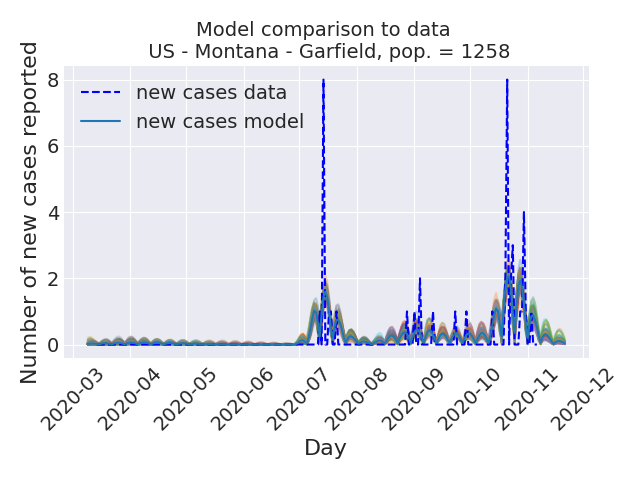 Model comparison to data
US - Montana - Garfield, pop. = 1258
Number of new cases reported
8
6
4
2
0
new cases data
new cases model
2020-03
2020-04
2020-05
2020-06
2020-07
2020-08
2020-09
2020-10
2020-11
2020-12
Day